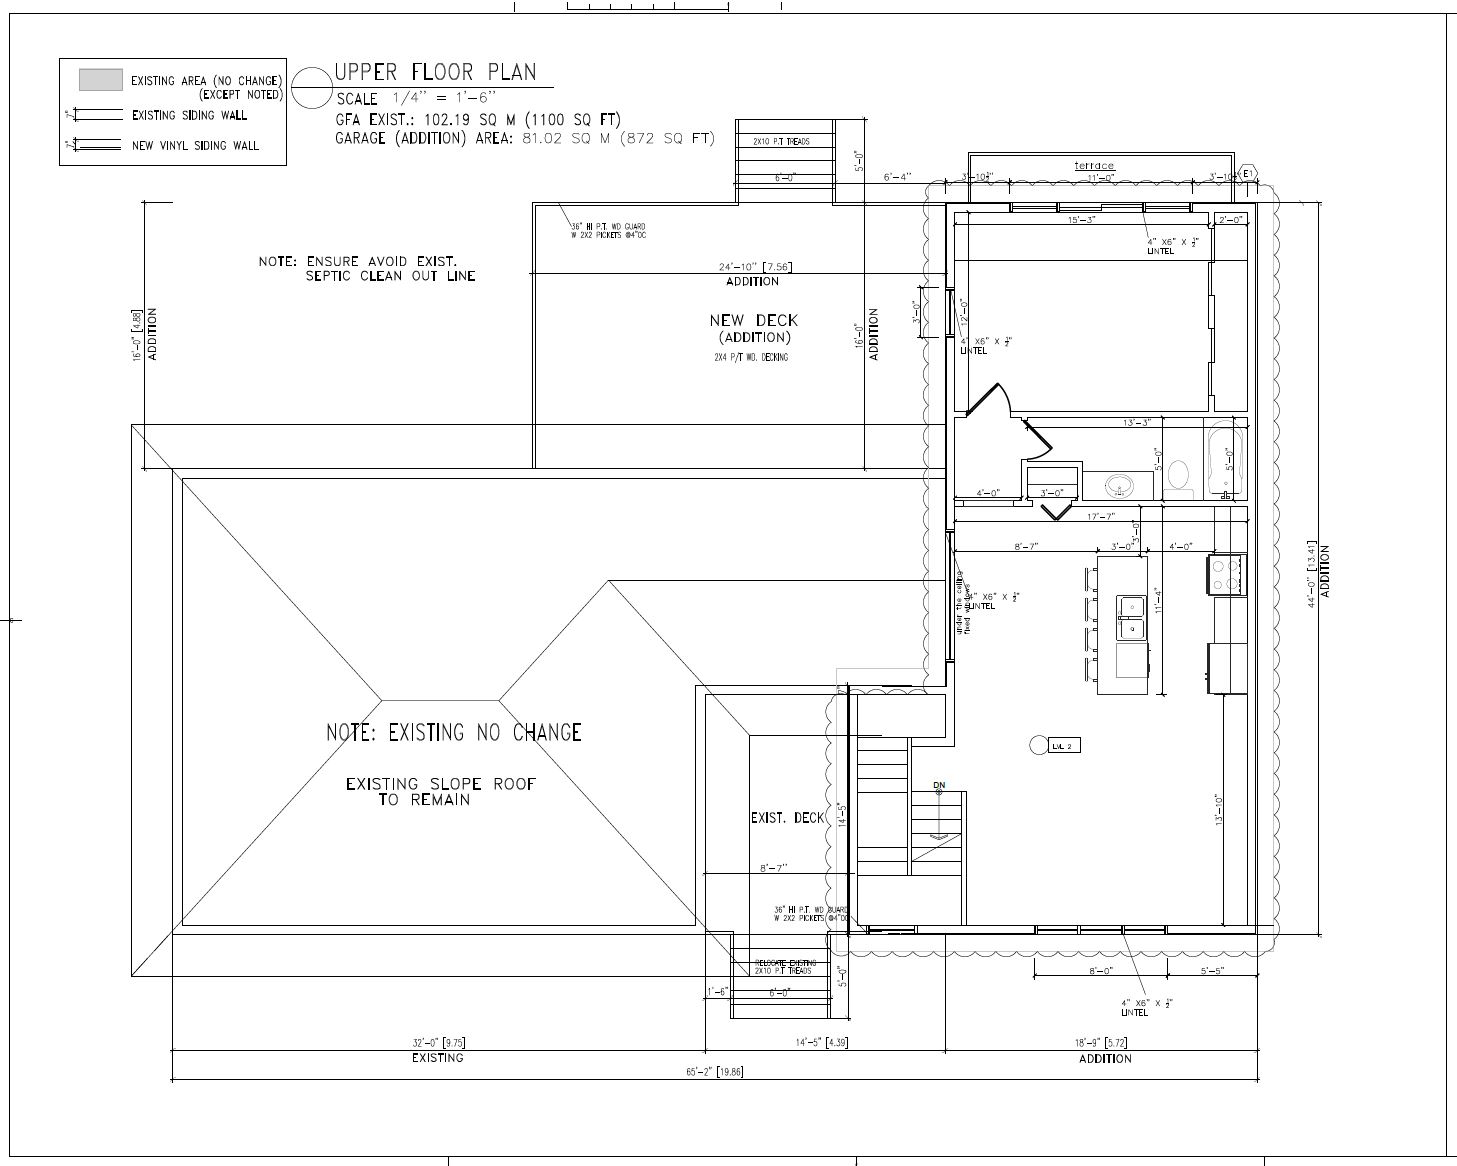 EXISTING AREA (NO CHANGE)
(EXCEPT NOTED)
7"
EXISTING SIDING WALL
7"
NEW VINYL SIDING WALL
UPPER FLOOR PLAN
SCALE 1/4" = 1'-6"
GFA EXIST.: 102.19 SQ M (1100 SQ FT)
GARAGE (ADDITION) AREA: 81.02 SQ M (872 SQ FT)
2X10 P.T TREADS
5'-0"
6'-0"
6'-4"
terrace
3'-10½"
11'-0"
3'-10½"
E1
15'-3"
2'-0"
36" HI P.T. WD GUARD
W 2X2 PICKETS @4"OC
4" X6" X ½"
LINTEL
NOTE: ENSURE AVOID EXIST.
SEPTIC CLEAN OUT LINE
24'-10" [7.56]
ADDITION
16'-0" [4.88]
ADDITION
NEW DECK
(ADDITION)
2X4 P/T WD. DECKING
16'-0"
ADDITION
3'-0"
12'-0"
4" X6" X ½"
LINTEL
13'-3"
5'-0"
5'-0"
4'-0"
3'-0"
17'-7"
3'-0"
8'-7"
3'-0"
4'-0"
44'-0" [13.41]
ADDITION
under the ceiling
fixed windows
4" X6" X ½"
LINTEL
11'-4"
7"
NOTE: EXISTING NO CHANGE
LVL 2
EXISTING SLOPE ROOF
TO REMAIN
DN
EXIST. DECK
14'-5"
13'-10"
8'-7"
36" HI P.T. WD GUARD
W 2X2 PICKETS @4"OC
RELOCATE EXISTING
2X10 P.T TREADS
5'-0"
1'-6"
6'-0"
8'-0"
5'-5"
4" X6" X ½"
LINTEL
32'-0" [9.75]
EXISTING
14'-5" [4.39]
18'-9" [5.72]
ADDITION
65'-2" [19.86]